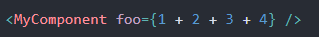 <MyComponent foo={1 + 2 + 3 + 4} />